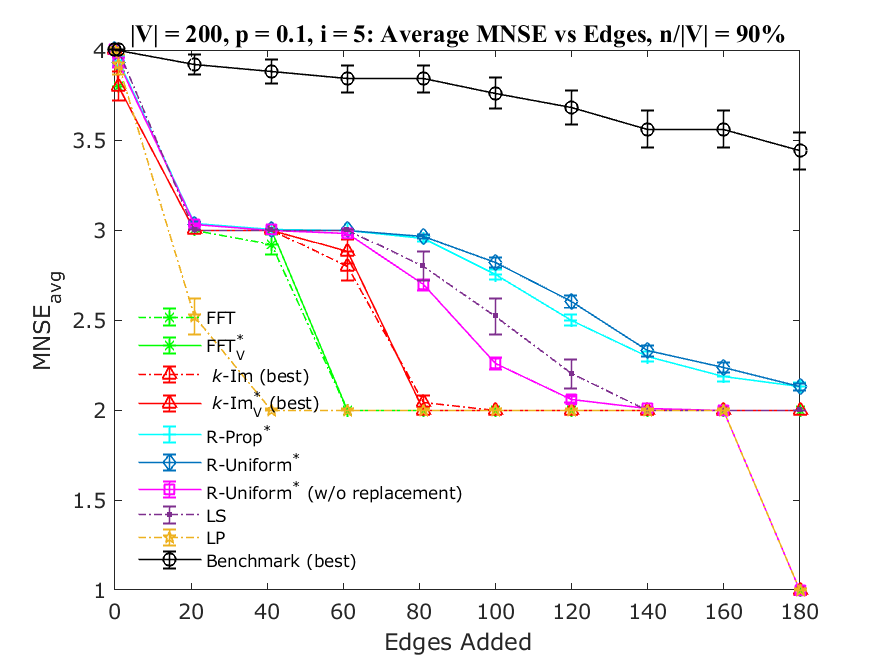 |V| = 200, p = 0.1, i = 5: Average MNSE vs Edges, n/|V| = 90%
4
3.5
3
2.5
2
1.5
1
MNSE_avg
FFT
FFT*_V
k-Im (best)
k-Im*_V (best)
R-Prop*
R-Uniform*
R-Uniform* (w/o replacement)
LS
LP
Benchmark (best)
0 20 40 60 80 100 120 140 160 180
Edges Added